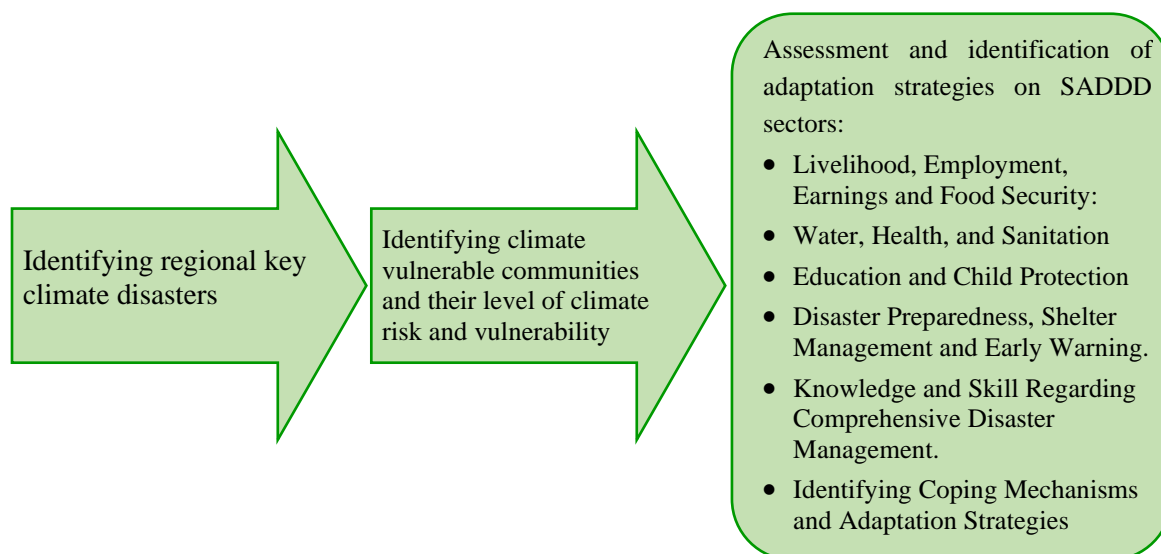 Identifying regional key
climate disasters
Identifying climate
vulnerable communities
and their level of climate
risk and vulnerability
Assessment and identification of
adaptation strategies on SADDD
sectors:
• Livelihood, Employment,
Earnings and Food Security:
• Water, Health, and Sanitation
• Education and Child Protection
• Disaster Preparedness, Shelter
Management and Early Warning.
• Knowledge and Skill Regarding
Comprehensive Disaster
Management.
• Identifying Coping Mechanisms
and Adaptation Strategies